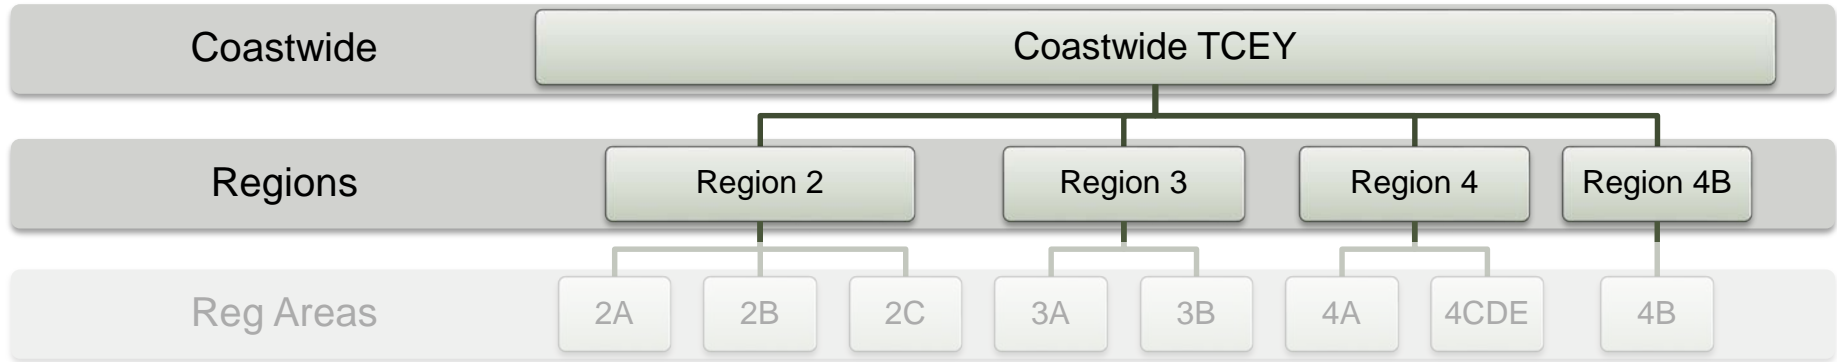 Coastwide
Coastwide TCEY
Regions
Region 2
Region 3
Region 4
Region 4B
Reg Areas
2A
2B
2C
3A
3B
4A
4CDE
4B